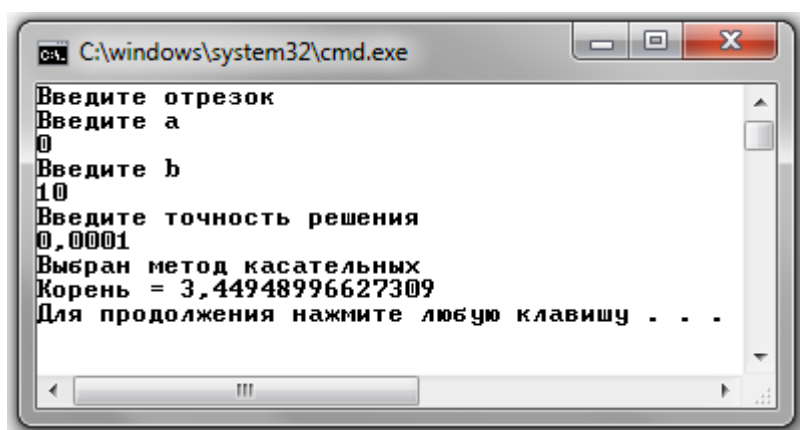 C:\windows\system32\cmd.exe
Введите отрезок
Введите a
0
Введите b
10
Введите точность решения
0,0001
Выбран метод касательных
Корень = 3,44948996627309
Для продолжения нажмите любую клавишу . . .